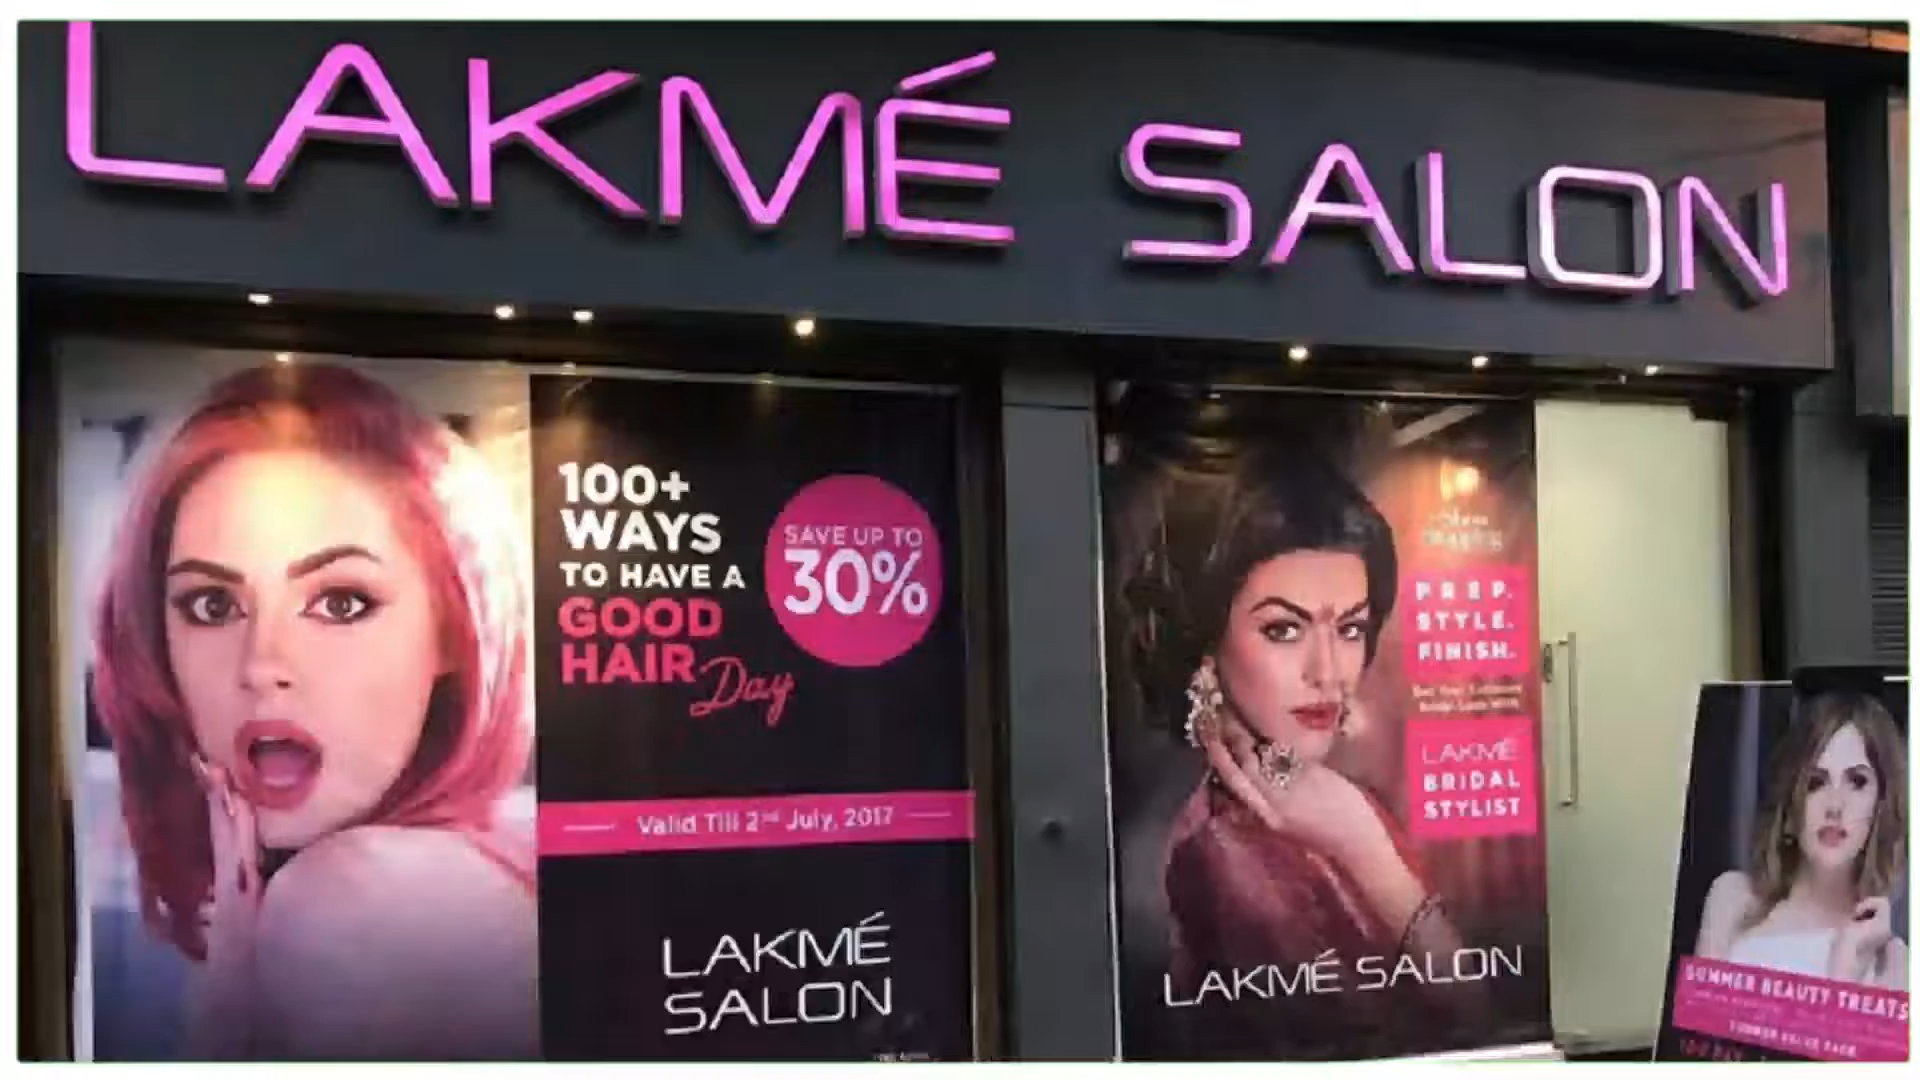 LAKMÉ SALON
100+
WAYS
TO HAVE A
GOOD
HAIR
Day
SAVE UP TO
30%
Valid Till 2nd July, 2017
LAKMÉ
SALON
PREP.
STYLE.
FINISH.
LAKMÉ
BRIDAL
STYLIST
LAKMÉ SALON
SUMMER BEAUTY TREATS